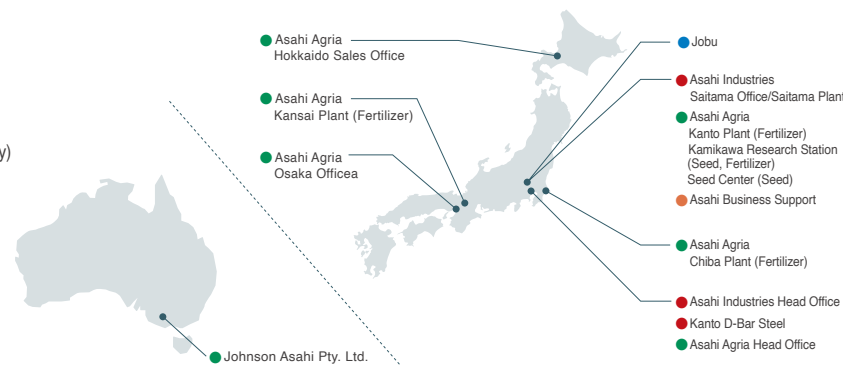 y)
Asahi Agria
Hokkaido Sales Office
Asahi Agria
Kansai Plant (Fertilizer)
Asahi Agria
Osaka Officea
Johnson Asahi Pty. Ltd.
Jobu
Asahi Industries
Saitama Office/Saitama Plant
Asahi Agria
Kanto Plant (Fertilizer)
Kamikawa Research Station
(Seed, Fertilizer)
Seed Center (Seed)
Asahi Business Support
Asahi Agria
Chiba Plant (Fertilizer)
Asahi Industries Head Office
Kanto D-Bar Steel
Asahi Agria Head Office